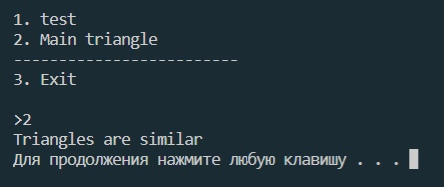 1. test
2. Main triangle
-------------------------
3. Exit
>2
Triangles are similar
Для продолжения нажмите любую клавишу . . .